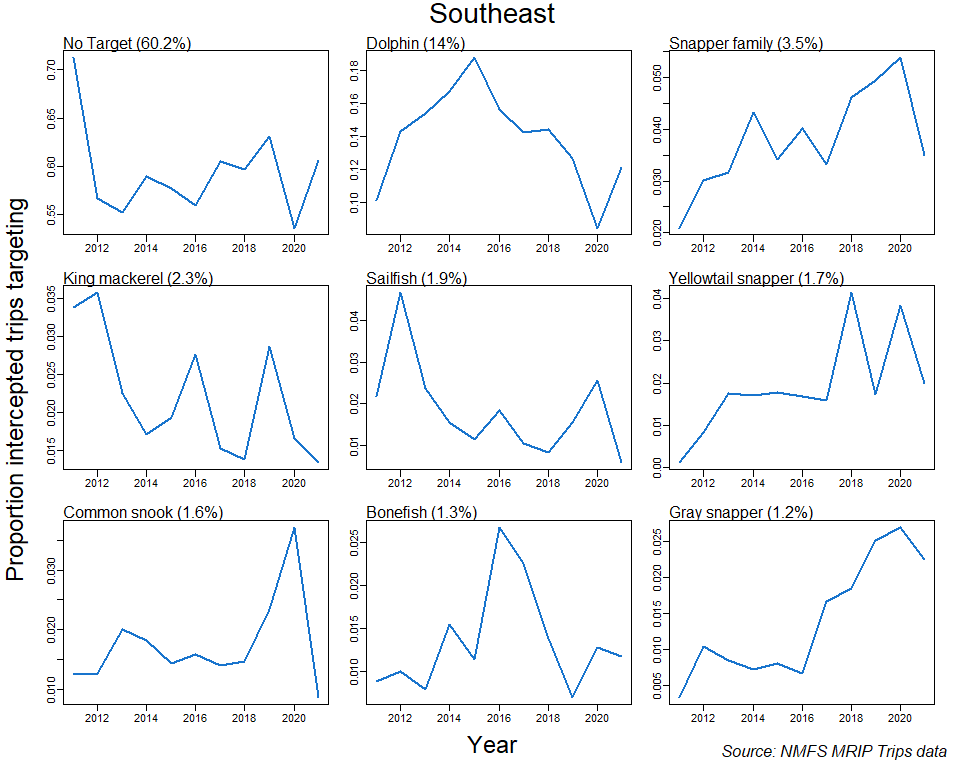 Southeast
Proportion intercepted trips targeting
No Target (60.2%)
0.70
0.65
0.60
0.55
2012 2014 2016 2018 2020
Dolphin (14%)
0.18
0.16
0.14
0.12
0.10
2012 2014 2016 2018 2020
Snapper family (3.5%)
0.050
0.040
0.030
0.020
2012 2014 2016 2018 2020
King mackerel (2.3%)
0.035
0.030
0.025
0.020
0.015
2012 2014 2016 2018 2020
Sailfish (1.9%)
0.04
0.03
0.02
0.01
2012 2014 2016 2018 2020
Yellowtail snapper (1.7%)
0.04
0.03
0.02
0.01
0.00
2012 2014 2016 2018 2020
Common snook (1.6%)
0.030
0.020
0.010
2012 2014 2016 2018 2020
Bonefish (1.3%)
0.025
0.020
0.015
0.010
2012 2014 2016 2018 2020
Gray snapper (1.2%)
0.025
0.020
0.015
0.010
0.005
2012 2014 2016 2018 2020
Year
Source: NMFS MRIP Trips data